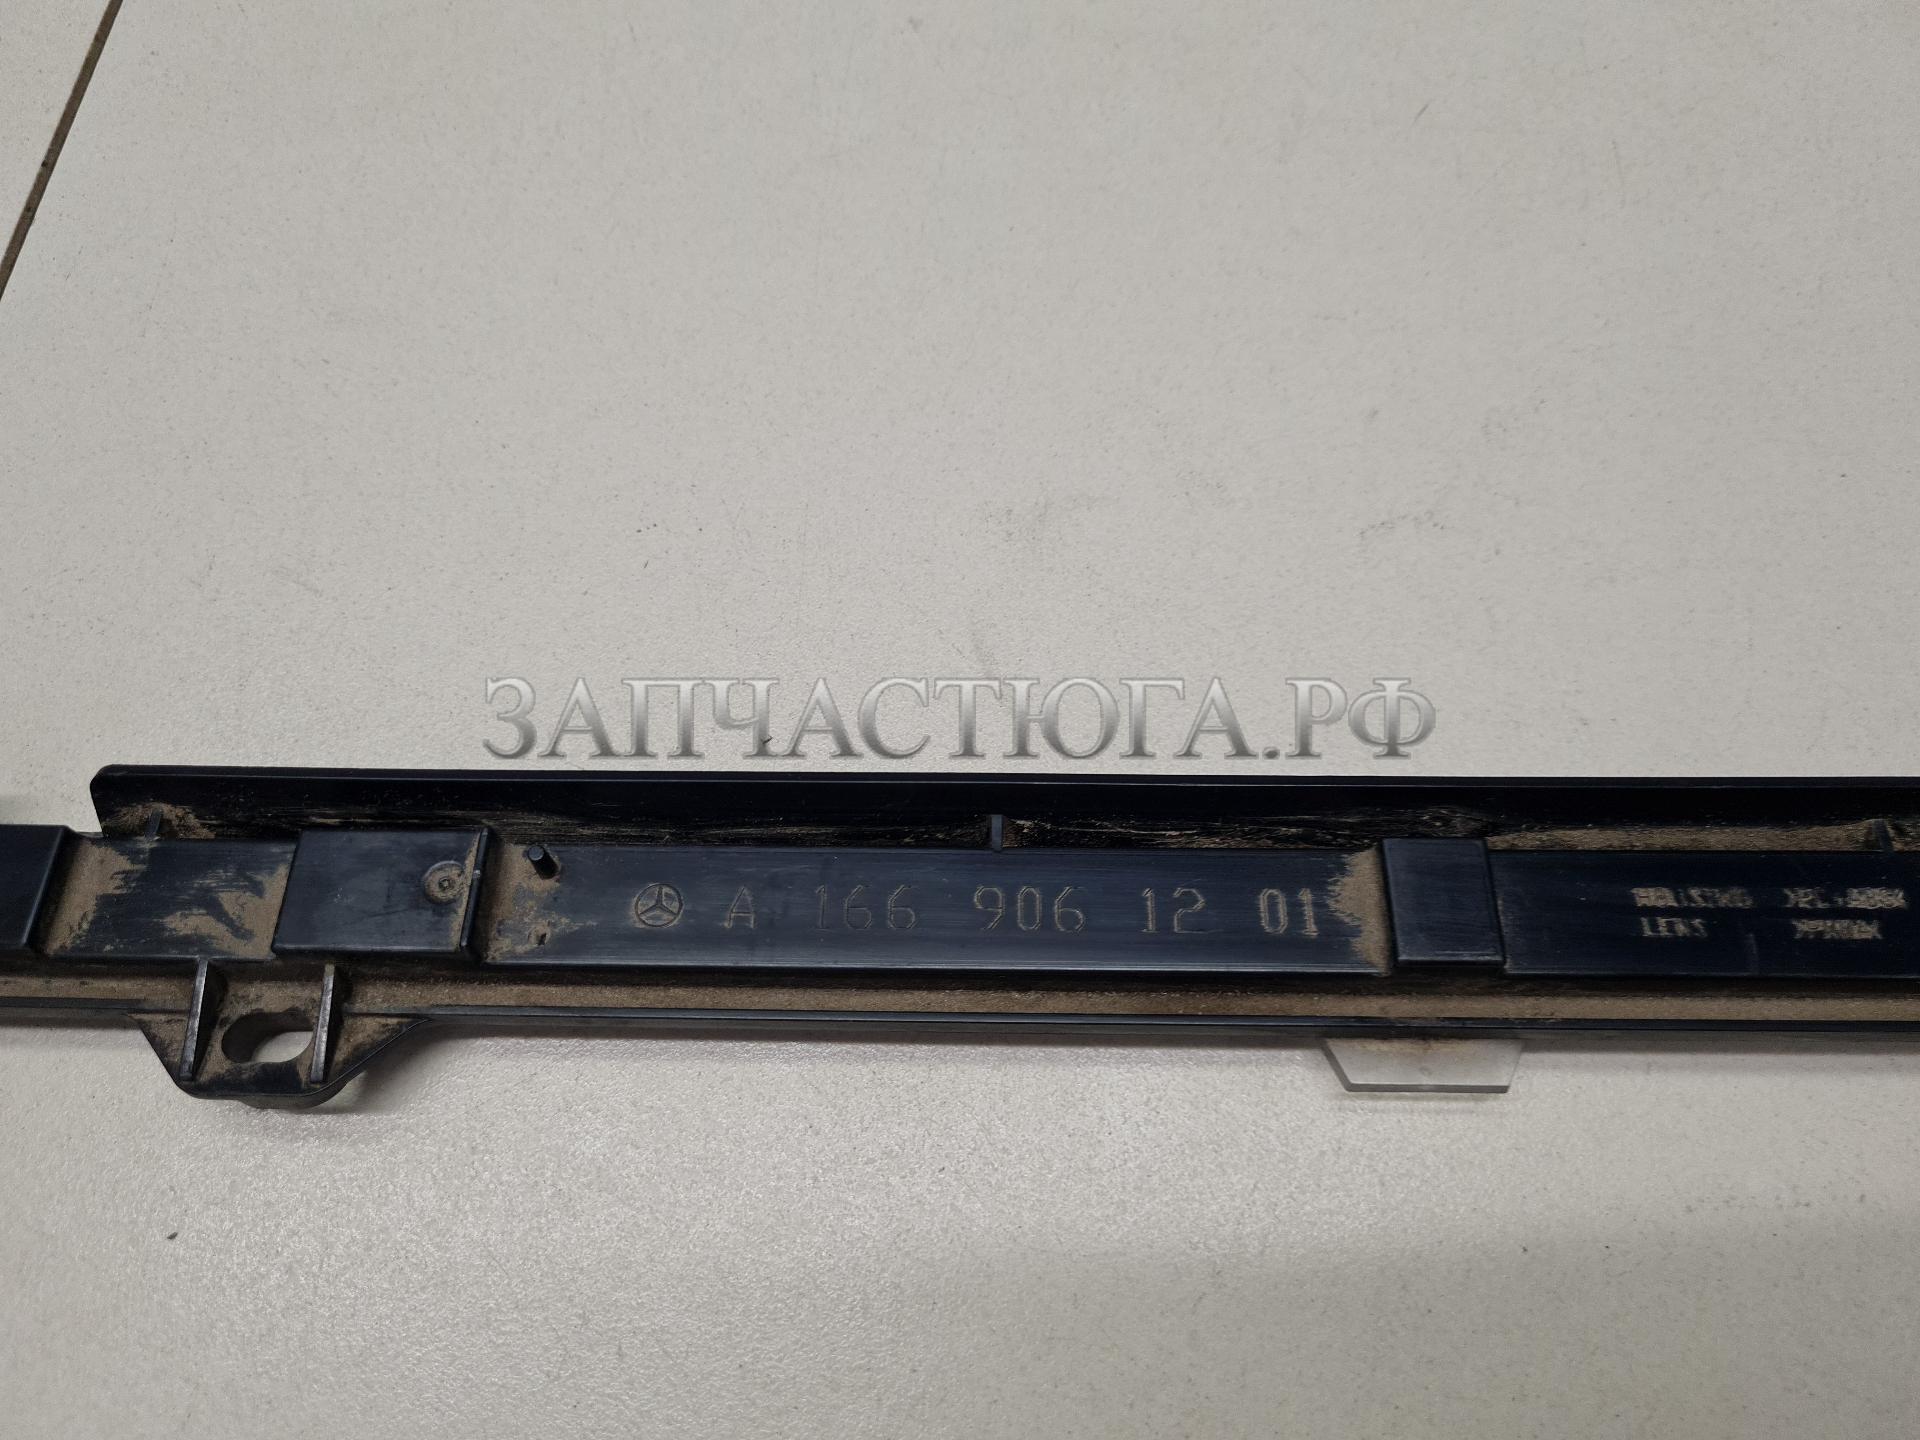 ЗАПЧАСТЮГА.РФ
A 166 906 12 01
HOUSING
LENS